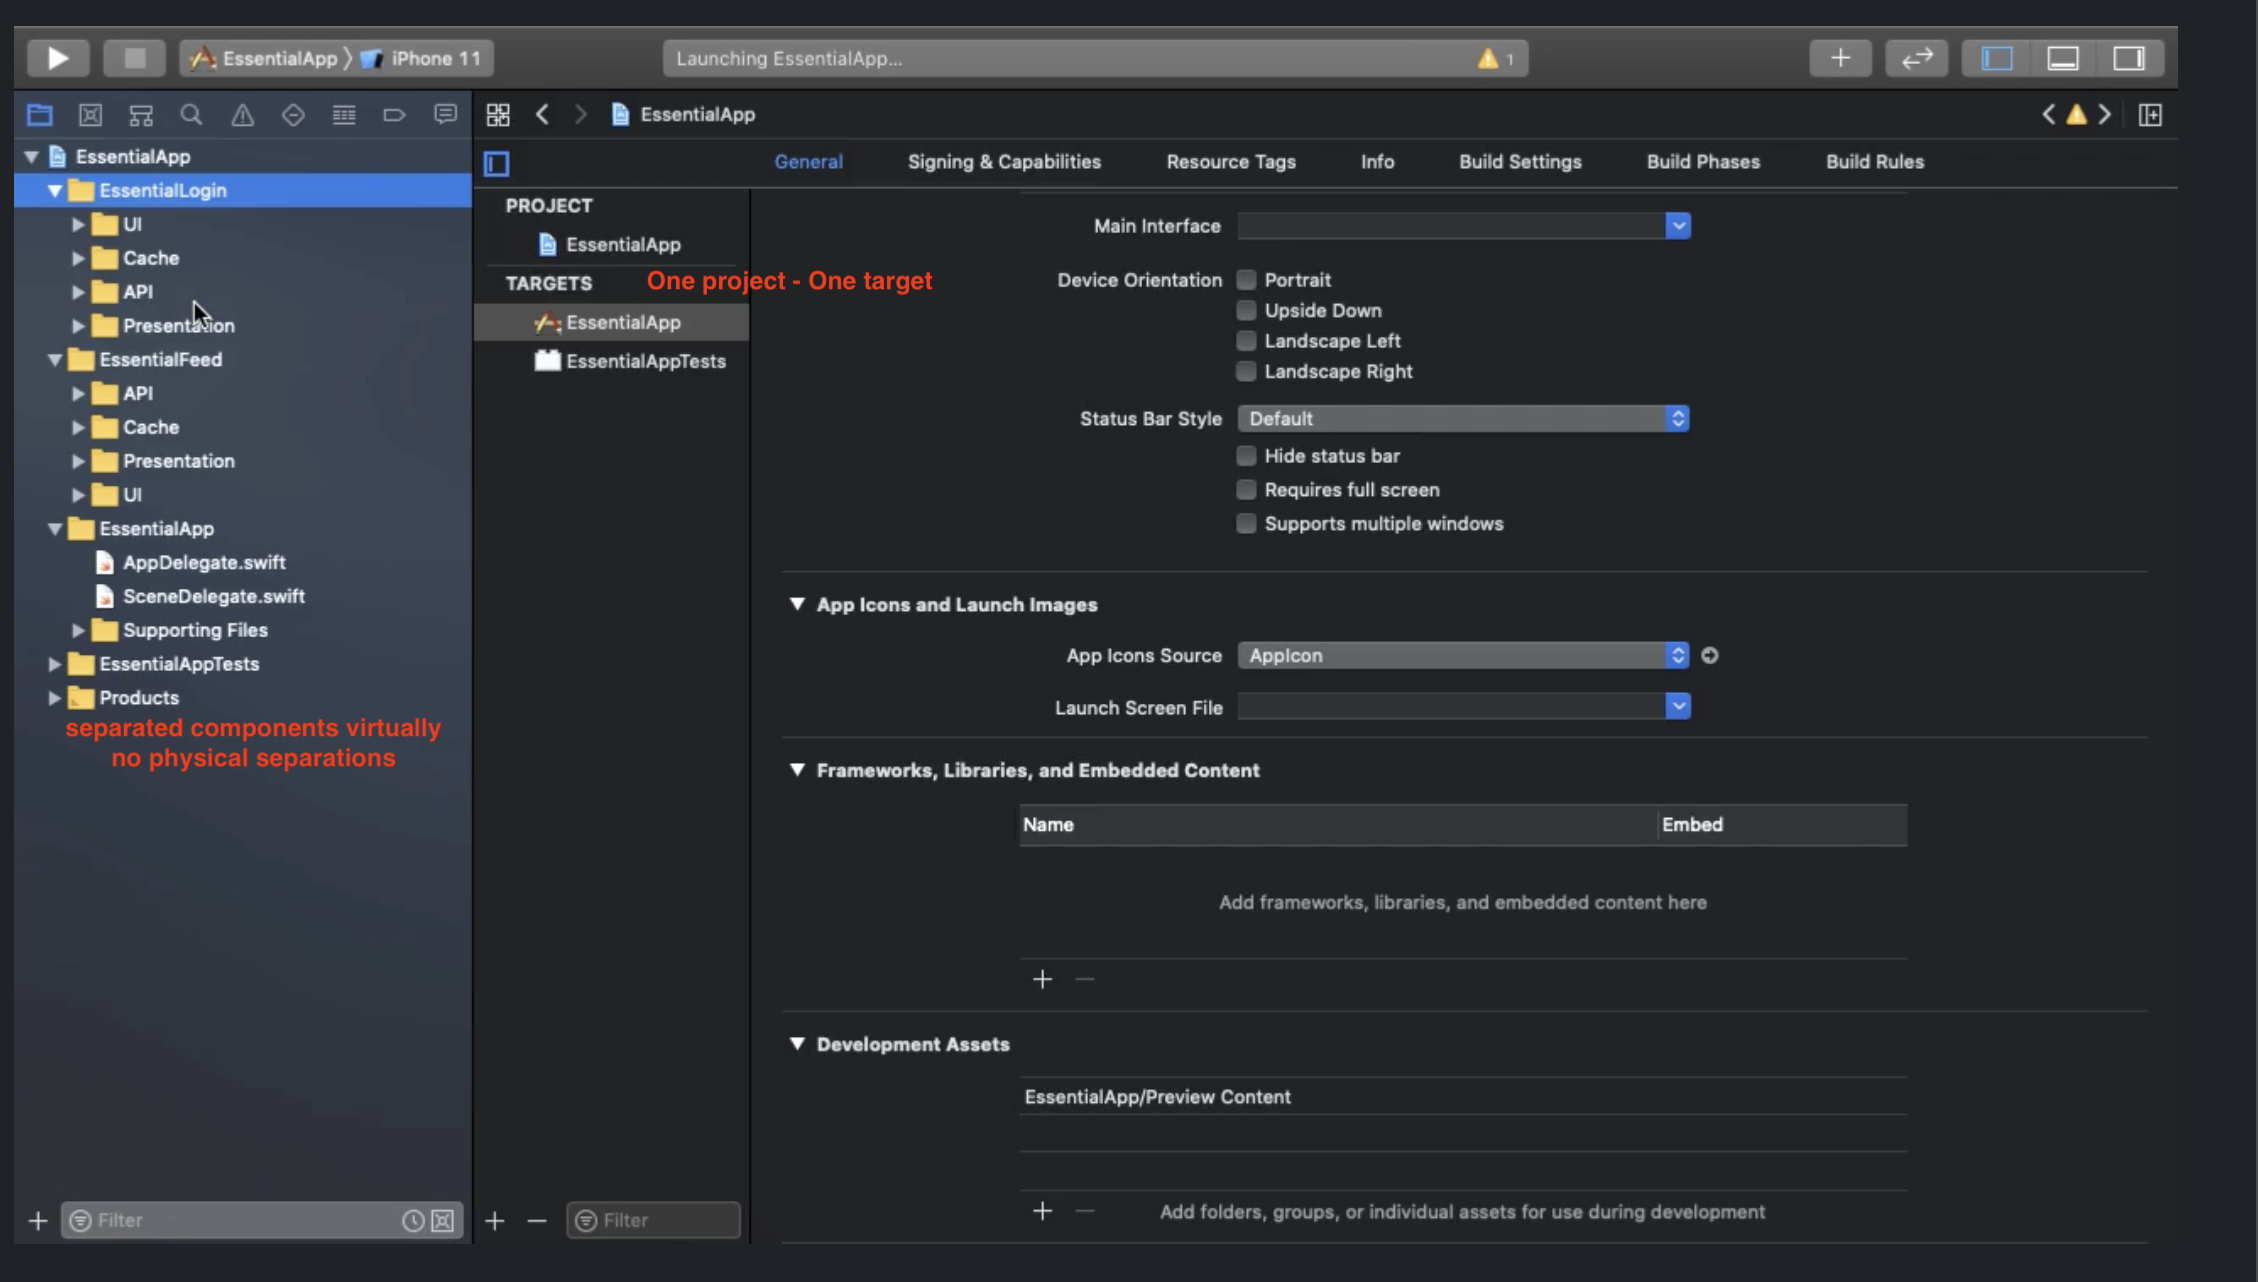 EssentialApp 〉 iPhone 11
Launching EssentialApp...
1
EssentialApp
EssentialApp
EssentialLogin
UI
Cache
API
Presentation
EssentialFeed
API
Cache
Presentation
UI
EssentialApp
AppDelegate.swift
SceneDelegate.swift
Supporting Files
EssentialAppTests
Products
separated components virtually
no physical separations
Filter
General Signing & Capabilities Resource Tags Info Build Settings Build Phases Build Rules
PROJECT
EssentialApp
TARGETS
One project - One target
EssentialApp
EssentialAppTests
Filter
Main Interface
Device Orientation Portrait
Upside Down
Landscape Left
Landscape Right
Status Bar Style Default
Hide status bar
Requires full screen
Supports multiple windows
App Icons and Launch Images
App Icons Source AppIcon
Launch Screen File
Frameworks, Libraries, and Embedded Content
Name Embed
Add frameworks, libraries, and embedded content here
Development Assets
EssentialApp/Preview Content
Add folders, groups, or individual assets for use during development